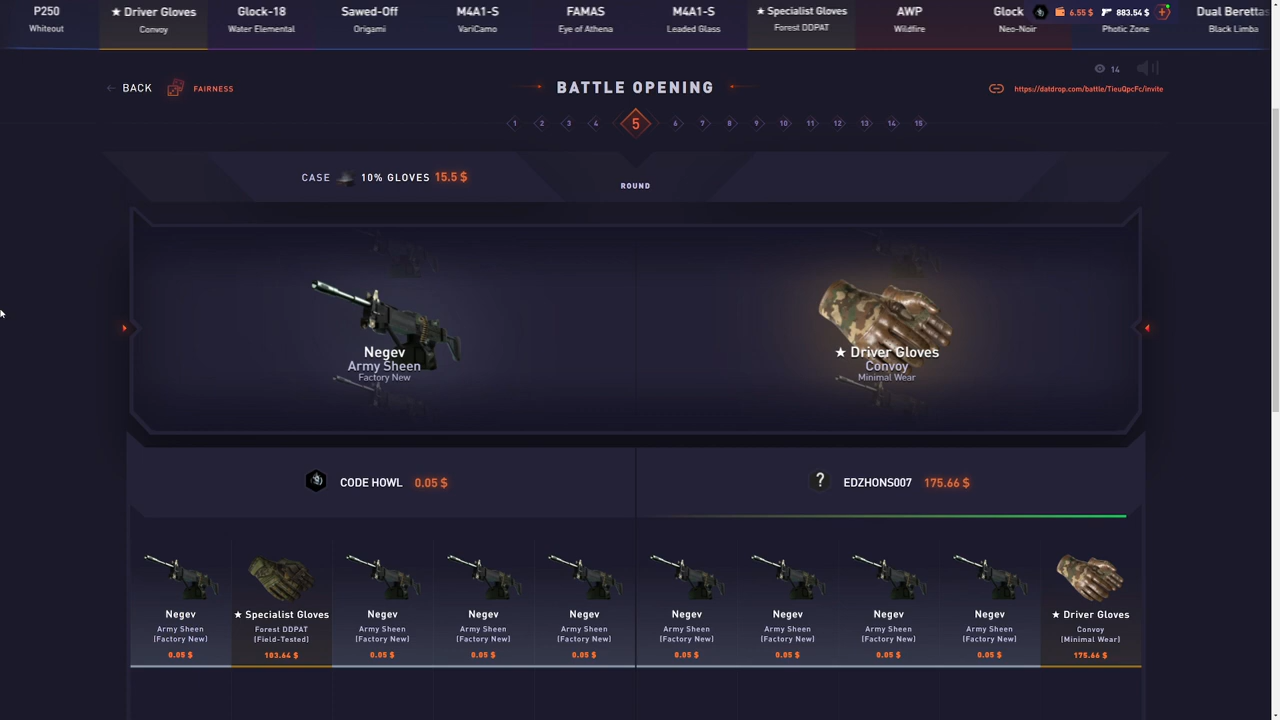 P250
Whiteout
★ Driver Gloves
Convoy
Glock-18
Water Elemental
Sawed-Off
Origami
M4A1-S
VariCamo
FAMAS
Eye of Athena
M4A1-S
Leaded Glass
★ Specialist Gloves
Forest DDPAT
AWP
Wildfire
Glock
Neo-Noir
6.55 $
883.54 $
Photic Zone
Dual Berettas
Black Limba
← BACK
FAIRNESS
BATTLE OPENING
14
https://datdrop.com/battle/TieuQpcFc/invite
1 2 3 4 5 6 7 8 9 10 11 12 13 14 15
CASE 10% GLOVES 15.5 $
ROUND
Negev
Army Sheen
Factory New
★ Driver Gloves
Convoy
Minimal Wear
CODE HOWL 0.05 $
? EDZHONS007 175.66 $
Negev
Army Sheen
(Factory New)
0.05 $
★ Specialist Gloves
Forest DDPAT
(Field-Tested)
103.64 $
Negev
Army Sheen
(Factory New)
0.05 $
Negev
Army Sheen
(Factory New)
0.05 $
Negev
Army Sheen
(Factory New)
0.05 $
Negev
Army Sheen
(Factory New)
0.05 $
Negev
Army Sheen
(Factory New)
0.05 $
Negev
Army Sheen
(Factory New)
0.05 $
Negev
Army Sheen
(Factory New)
0.05 $
★ Driver Gloves
Convoy
(Minimal Wear)
175.66 $